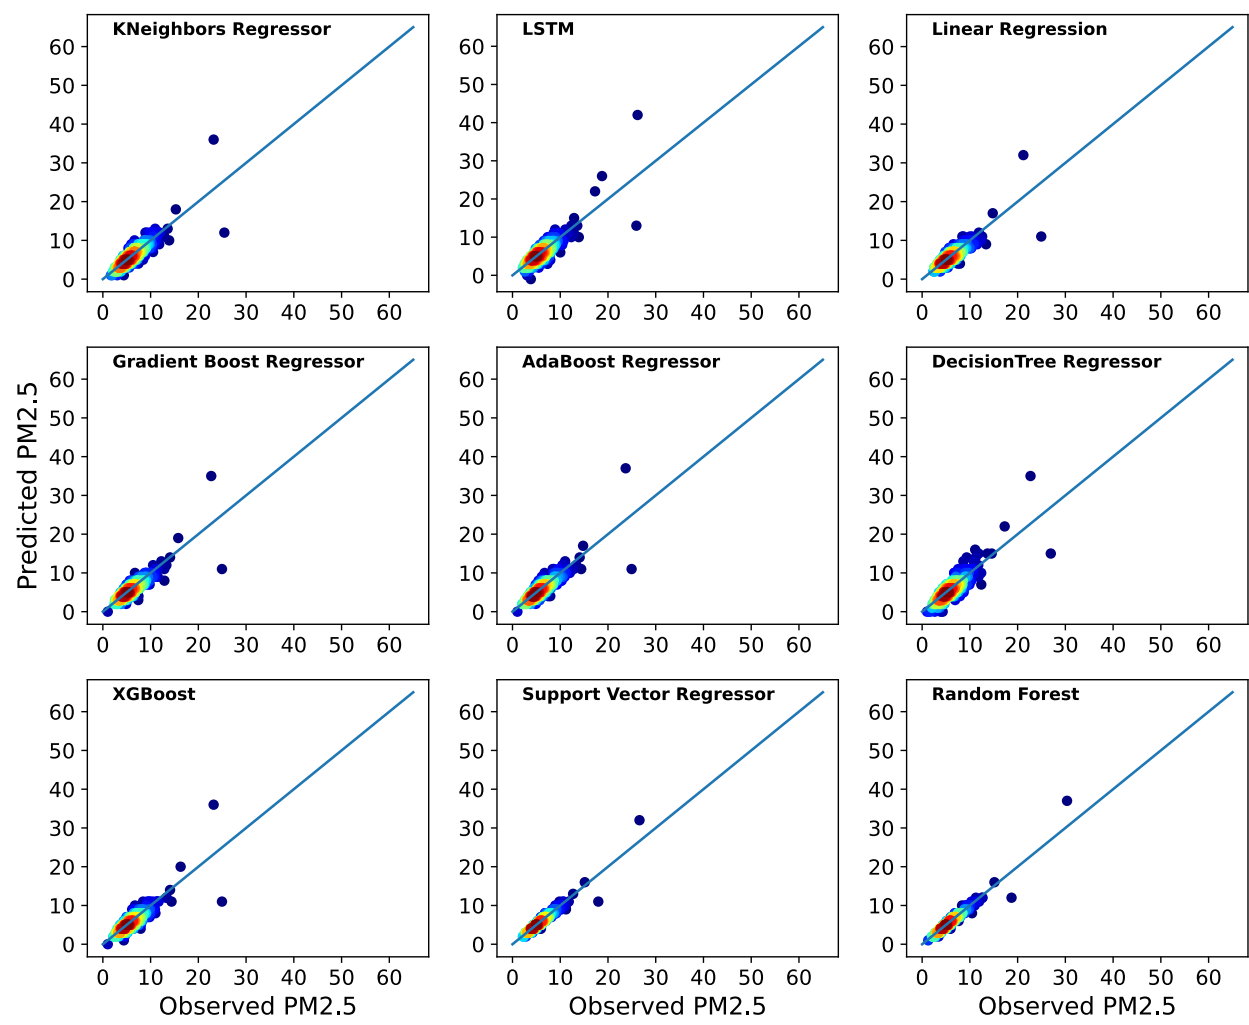 KNeighbors Regressor
LSTM
Linear Regression
60
50
40
30
20
10
0
0 10 20 30 40 50 60
60
50
40
30
20
10
0
0 10 20 30 40 50 60
60
50
40
30
20
10
0
0 10 20 30 40 50 60
Predicted PM2.5
Gradient Boost Regressor
AdaBoost Regressor
DecisionTree Regressor
60
50
40
30
20
10
0
0 10 20 30 40 50 60
60
50
40
30
20
10
0
0 10 20 30 40 50 60
60
50
40
30
20
10
0
0 10 20 30 40 50 60
XGBoost
Support Vector Regressor
Random Forest
60
50
40
30
20
10
0
0 10 20 30 40 50 60
Observed PM2.5
60
50
40
30
20
10
0
0 10 20 30 40 50 60
Observed PM2.5
60
50
40
30
20
10
0
0 10 20 30 40 50 60
Observed PM2.5